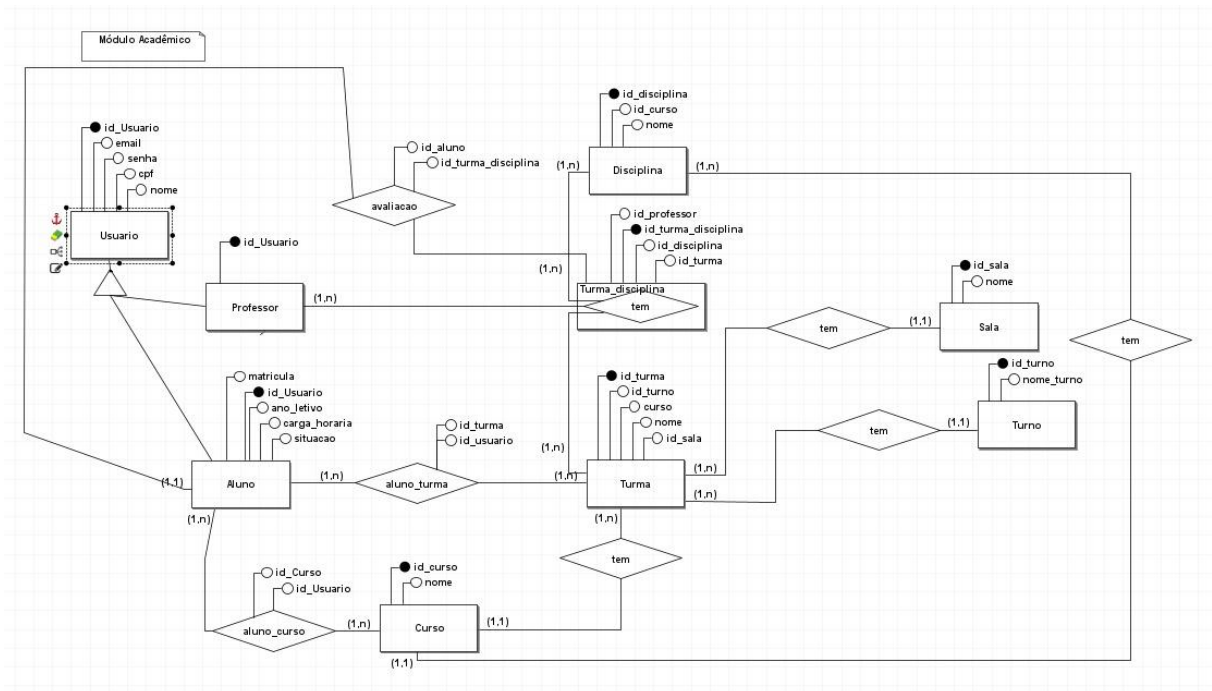 Módulo Acadêmico
id_Usuario
email
senha
cpf
nome
Usuario
id_disciplina
id_curso
nome
(1,n)
Disciplina
(1,n)
id_aluno
id_turma_disciplina
avaliacao
id_professor
id_turma_disciplina
id_disciplina
id_turma
(1,n)
Turma_disciplina
tem
id_Usuario
Professor
(1,n)
id_sala
nome
tem
(1,1)
Sala
tem
id_turno
nome_turno
tem
(1,1)
Turno
matricula
id_Usuario
ano_letivo
carga_horaria
situacao
(1,1)
Aluno
(1,n)
(1,n)
id_turma
id_usuario
aluno_turma
(1,n)
id_turma
id_turno
curso
nome
id_sala
(1,n)
Turma
(1,n)
(1,n)
(1,n)
tem
id_Curso
id_Usuario
aluno_curso
(1,n)
id_curso
nome
Curso
(1,1)
(1,1)